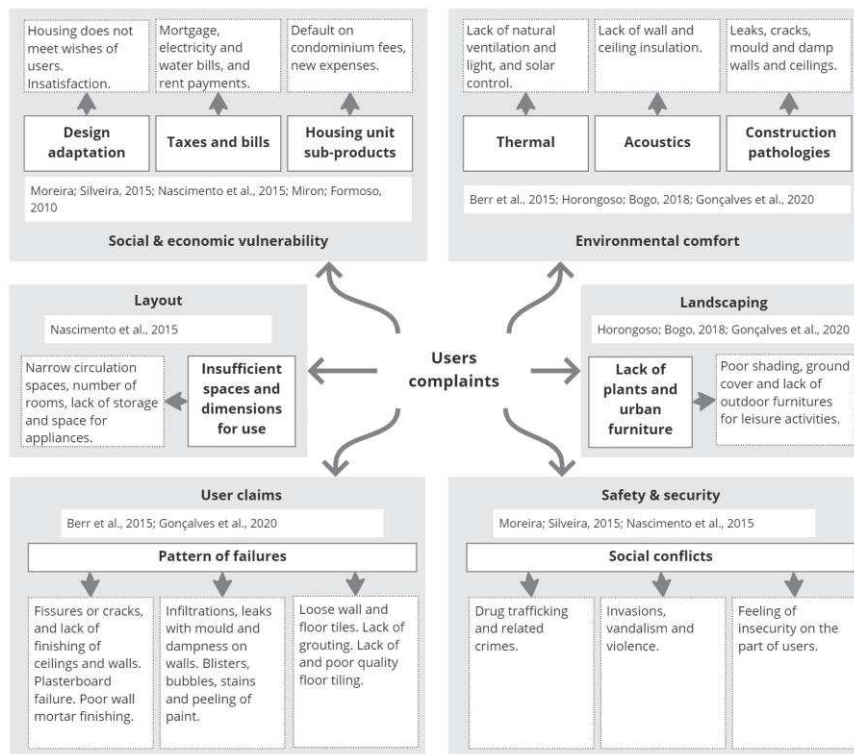 Housing does not
meet wishes of
users.
Insatisfaction.
Mortgage,
electricity and
water bills, and
rent payments.
Default on
condominium fees,
new expenses.
Design
adaptation
Taxes and bills
Housing unit
sub-products
Moreira; Silveira, 2015; Nascimento et al., 2015; Miron; Formoso,
2010
Social & economic vulnerability
Lack of natural
ventilation and
light, and solar
control.
Lack of wall and
ceiling insulation.
Leaks, cracks,
mould and damp
walls and ceilings.
Thermal
Acoustics
Construction
pathologies
Berr et al., 2015; Horongoso; Bogo, 2018; Gonçalves et al., 2020
Environmental comfort
Layout
Nascimento et al., 2015
Narrow circulation
spaces, number of
rooms, lack of storage
and space for
appliances.
Insufficient
spaces and
dimensions
for use
Users
complaints
Landscaping
Horongoso; Bogo, 2018; Gonçalves et al., 2020
Lack of
plants and
urban
furniture
Poor shading, ground
cover and lack of
outdoor furnitures
for leisure activities.
User claims
Berr et al., 2015; Gonçalves et al., 2020
Pattern of failures
Fissures or cracks,
and lack of
finishing of
ceilings and walls.
Plasterboard
failure. Poor wall
mortar finishing.
Infiltrations, leaks
with mould and
dampness on
walls. Blisters,
bubbles, stains
and peeling of
paint.
Loose wall and
floor tiles. Lack of
grouting. Lack of
and poor quality
floor tiling.
Safety & security
Moreira; Silveira, 2015; Nascimento et al., 2015
Social conflicts
Drug trafficking
and related
crimes.
Invasions,
vandalism and
violence.
Feeling of
insecurity on the
part of users.